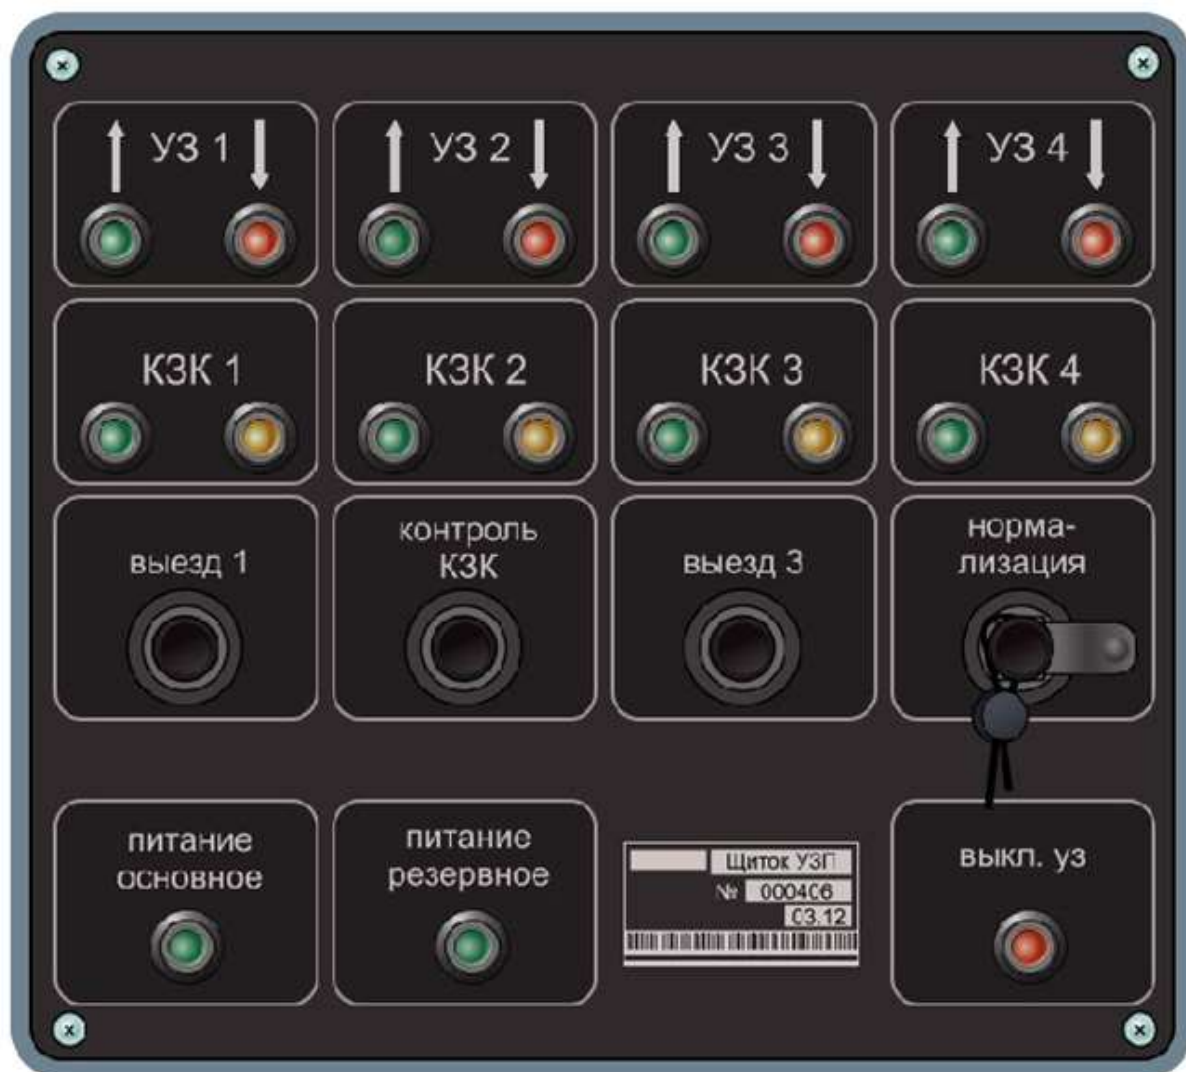 УЗ 1
УЗ 2
УЗ 3
УЗ 4
КЗК 1
КЗК 2
КЗК 3
КЗК 4
выезд 1
контроль
КЗК
выезд 3
норма-
лизация
питание
основное
питание
резервное
Щиток УЗП
№ 000406
03.12
выкл. уз